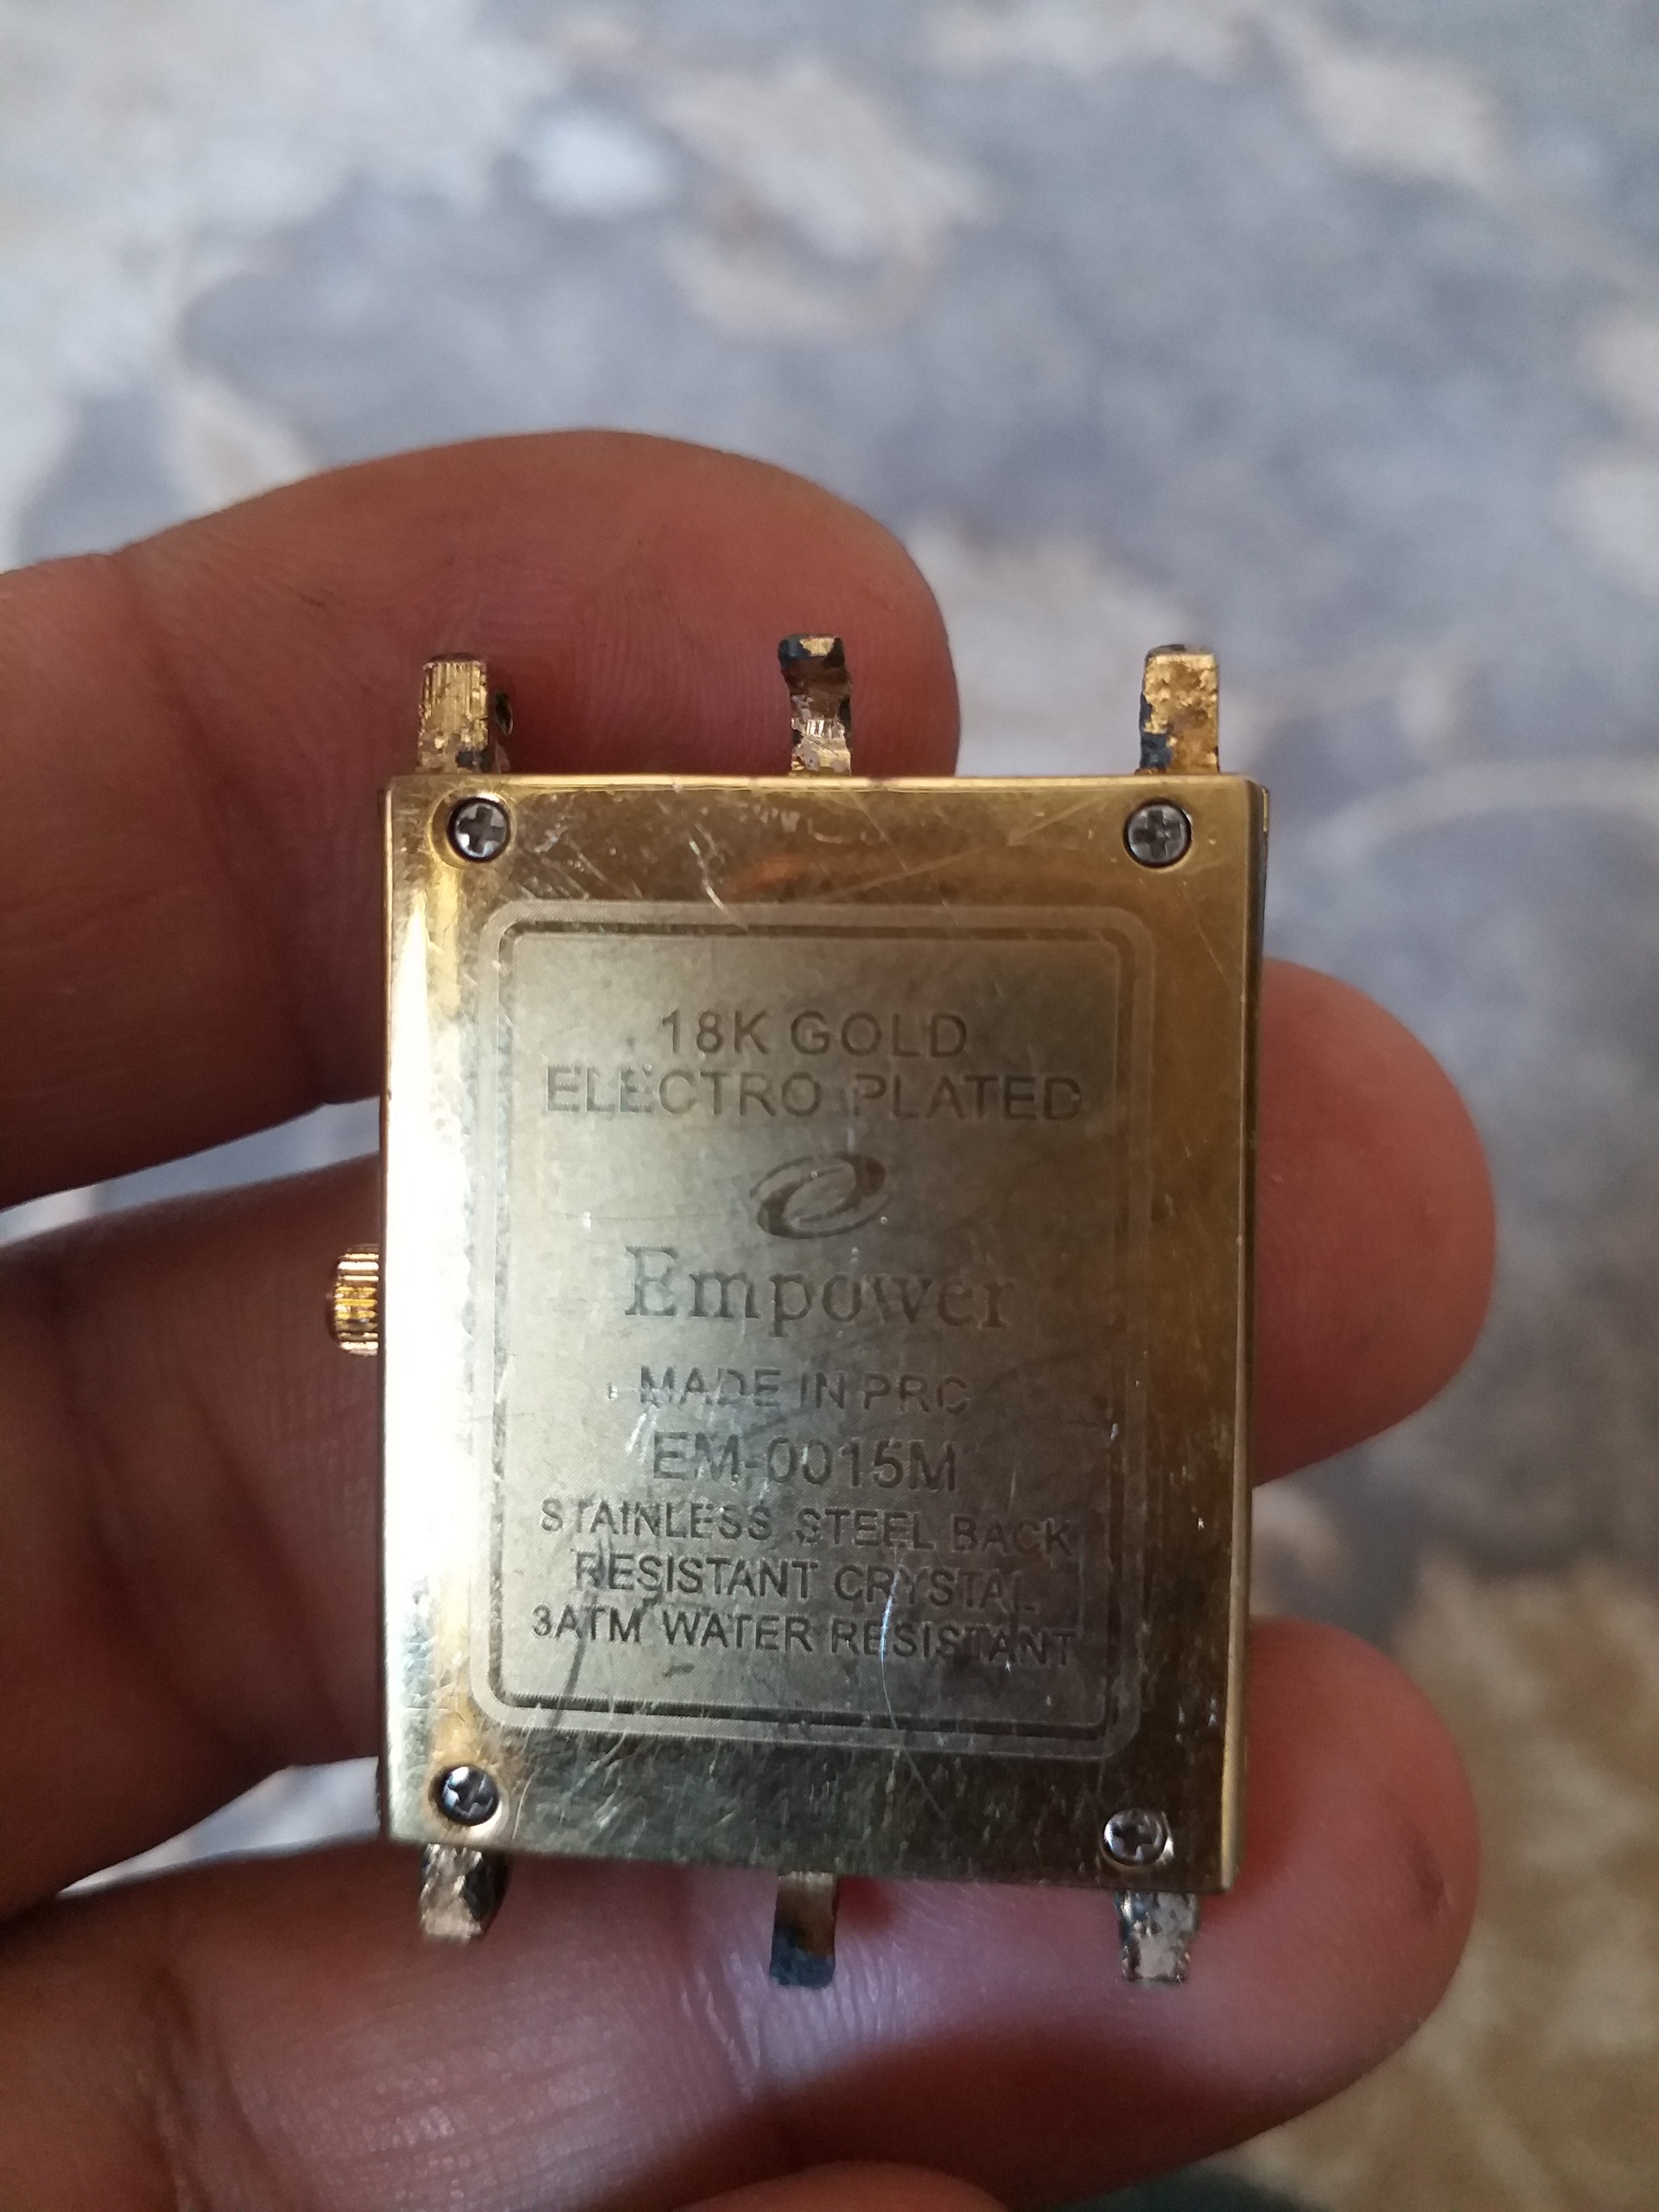 18K GOLD
ELECTRO PLATED
Empower
MADE IN PRC
EM-0015M
STAINLESS STEEL BACK
RESISTANT CRYSTAL
3ATM WATER RESISTANT